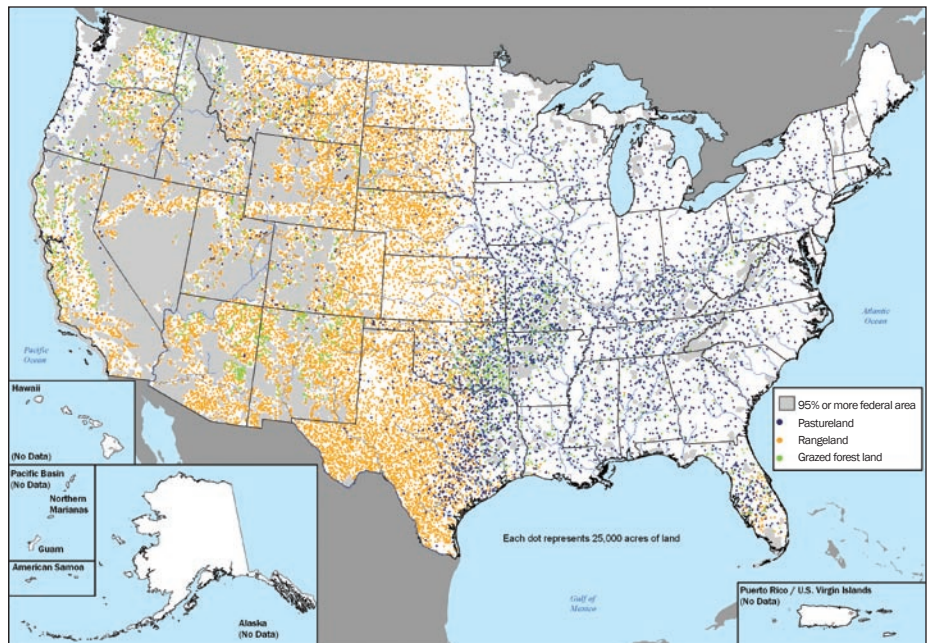 Pacific
Ocean
Atlantic
Ocean
Hawaii
(No Data)
95% or more federal area
Pastureland
Rangeland
Grazed forest land
Pacific Basin
(No Data)
Northern
Marianas
Guam
American Samoa
Alaska
(No Data)
Each dot represents 25,000 acres of land
Gulf of
Mexico
Puerto Rico / U.S. Virgin Islands
(No Data)